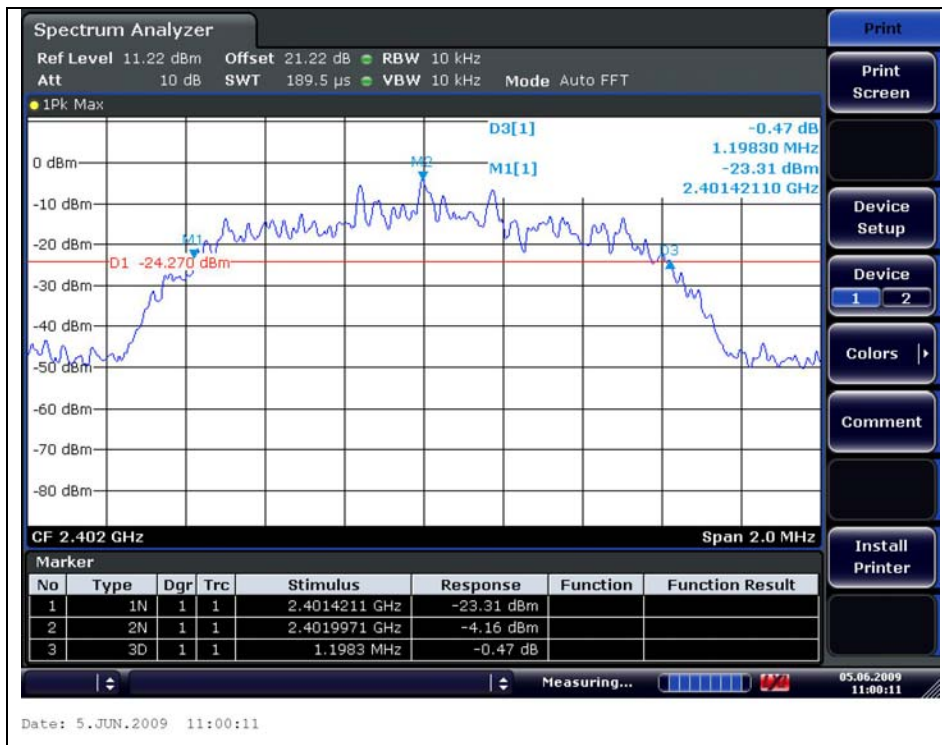 Spectrum Analyzer
Ref Level 11.22 dBm Offset 21.22 dB RBW 10 kHz
Att 10 dB SWT 189.5 µs VBW 10 kHz Mode Auto FFT
1Pk Max
D3[1] -0.47 dB
1.19830 MHz
M1[1] -23.31 dBm
2.40142110 GHz
0 dBm
M2
-10 dBm
-20 dBm
M1
D3
D1 -24.270 dBm
-30 dBm
-40 dBm
-50 dBm
-60 dBm
-70 dBm
-80 dBm
CF 2.402 GHz Span 2.0 MHz
Marker
No Type Dgr Trc Stimulus Response Function Function Result
1 1N 1 1 2.4014211 GHz -23.31 dBm
2 2N 1 1 2.4019971 GHz -4.16 dBm
3 3D 1 1 1.1983 MHz -0.47 dB
Measuring...
05.06.2009
11:00:11
Print
Print
Screen
Device
Setup
Device
1 2
Colors
Comment
Install
Printer
Date: 5.JUN.2009 11:00:11